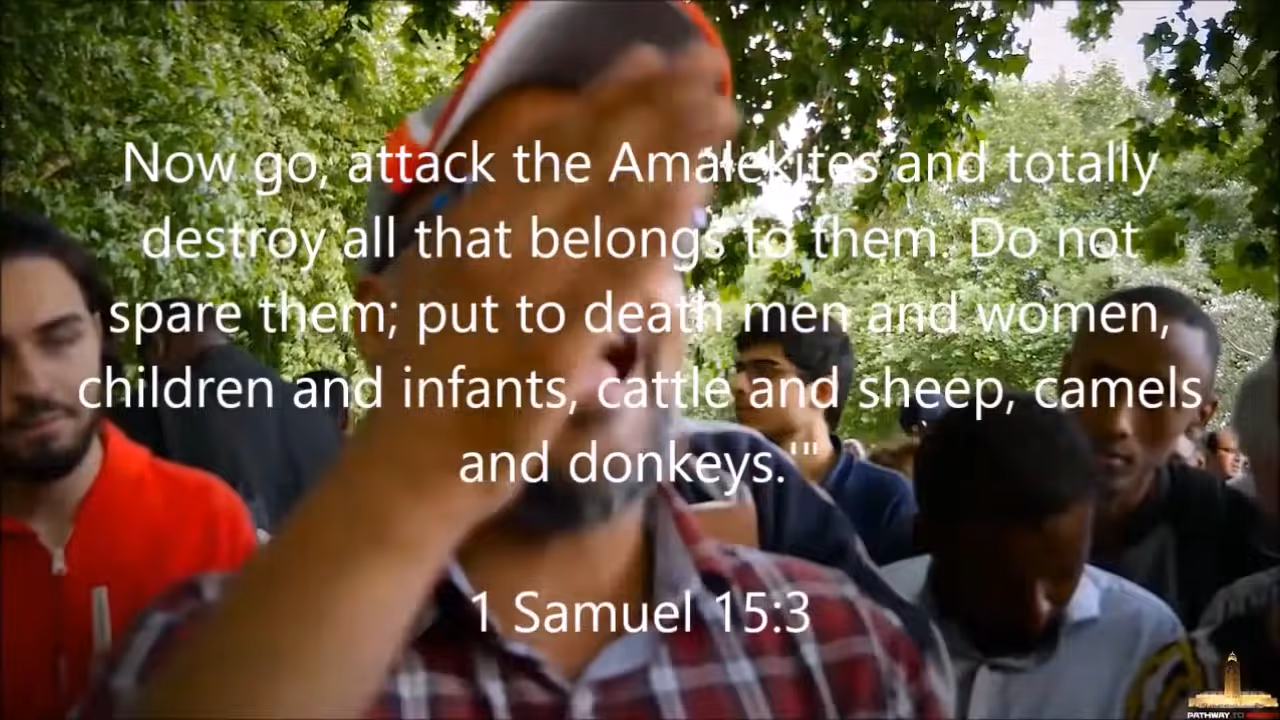 Now go, attack the Amalekites and totally
destroy all that belongs to them. Do not
spare them; put to death men and women,
children and infants, cattle and sheep, camels
and donkeys.'"
1 Samuel 15:3
PATHWAY TO